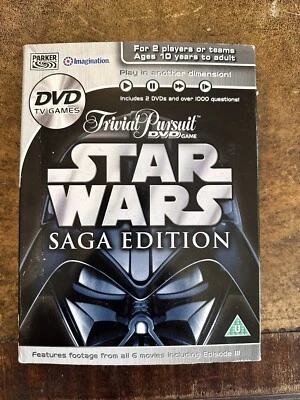 PARKER
Imagination.
For 2 players or teams
Ages 10 years to adult
Play in another dimension!
Includes 2 DVDs and over 1000 questions!
DVD
TV GAMES
Trivial Pursuit
DVD GAME
STAR
WARS
SAGA EDITION
U
Features footage from all 6 movies including Episode III